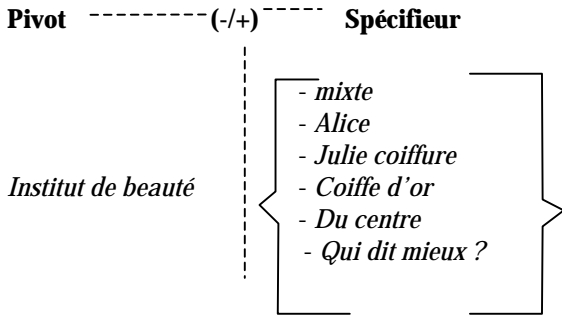 Pivot (-/+) Spécifieur
- mixte
- Alice
- Julie coiffure
Institut de beauté - Coiffe d'or
- Du centre
- Qui dit mieux ?